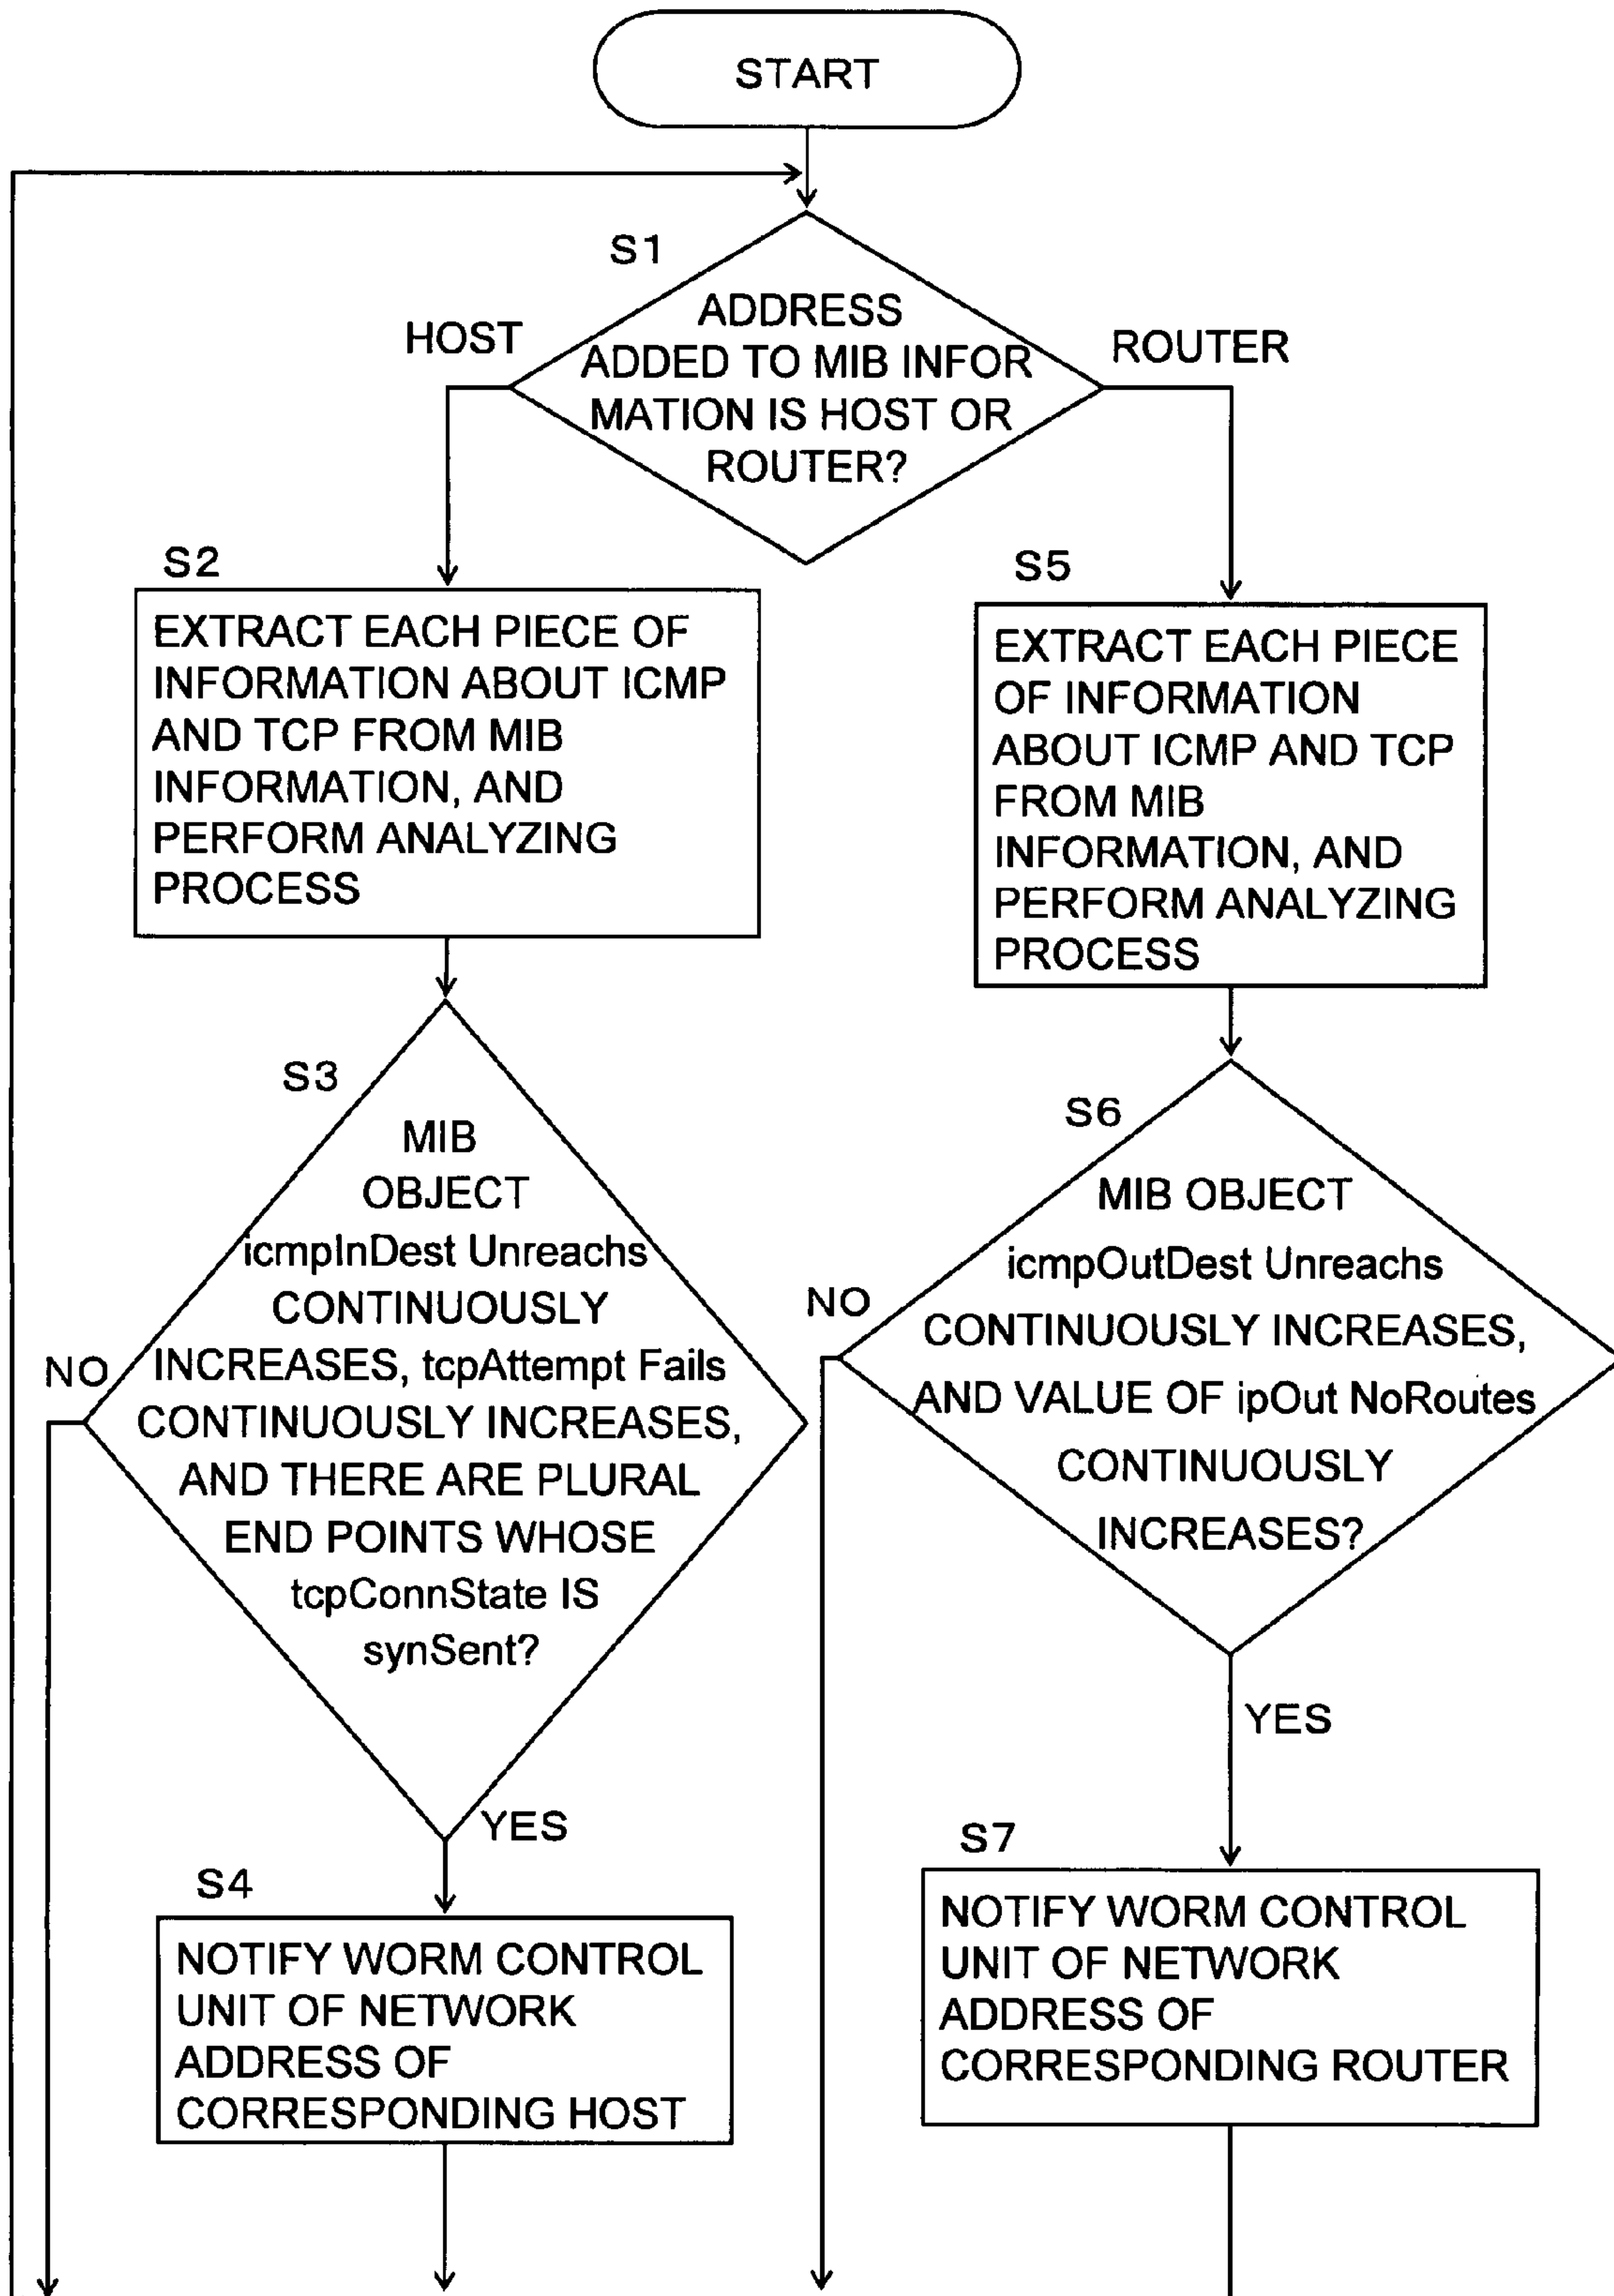 START
S1
ADDRESS
ADDED TO MIB INFOR
MATION IS HOST OR
ROUTER?
HOST
ROUTER
S2
EXTRACT EACH PIECE OF
INFORMATION ABOUT ICMP
AND TCP FROM MIB
INFORMATION, AND
PERFORM ANALYZING
PROCESS
S5
EXTRACT EACH PIECE
OF INFORMATION
ABOUT ICMP AND TCP
FROM MIB
INFORMATION, AND
PERFORM ANALYZING
PROCESS
S3
MIB
OBJECT
icmpInDest Unreachs
CONTINUOUSLY
INCREASES, tcpAttempt Fails
CONTINUOUSLY INCREASES,
AND THERE ARE PLURAL
END POINTS WHOSE
tcpConnState IS
synSent?
NO
YES
S6
MIB OBJECT
icmpOutDest Unreachs
CONTINUOUSLY INCREASES,
AND VALUE OF ipOut NoRoutes
CONTINUOUSLY
INCREASES?
NO
YES
S4
NOTIFY WORM CONTROL
UNIT OF NETWORK
ADDRESS OF
CORRESPONDING HOST
S7
NOTIFY WORM CONTROL
UNIT OF NETWORK
ADDRESS OF
CORRESPONDING ROUTER